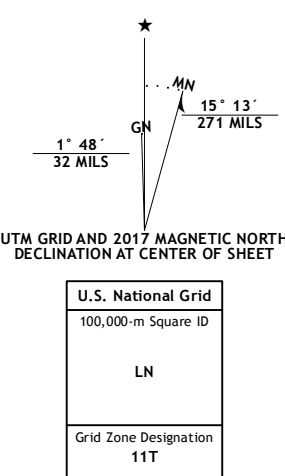 ★
MN
15° 13´
271 MILS
GN
1° 48´
32 MILS
UTM GRID AND 2017 MAGNETIC NORTH
DECLINATION AT CENTER OF SHEET
U.S. National Grid
100,000-m Square ID
LN
Grid Zone Designation
11T